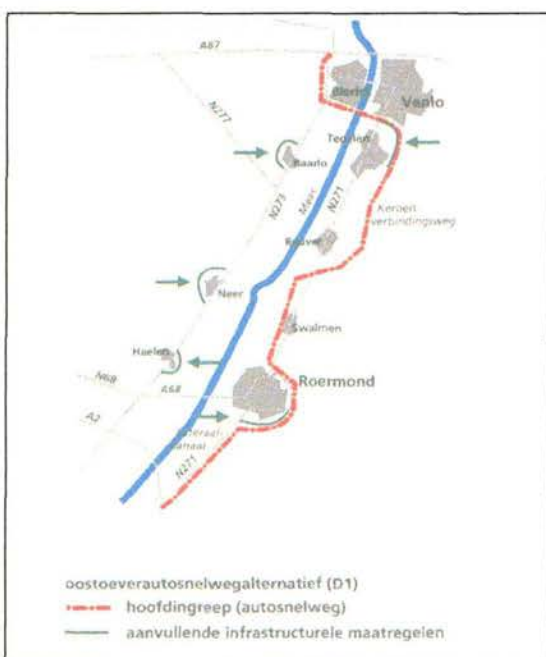 A67
Blerick
Venlo
N277
Tegelen
Baarlo
N273
Maas
N271
Keroen
verbindingsweg
Reuver
Neer
Swalmen
Haelen
N68
A68
Roermond
A2
N271
oostoeverautosnelwegalternatief (D1)
hoofdingreep (autosnelweg)
aanvullende infrastructurele maatregelen